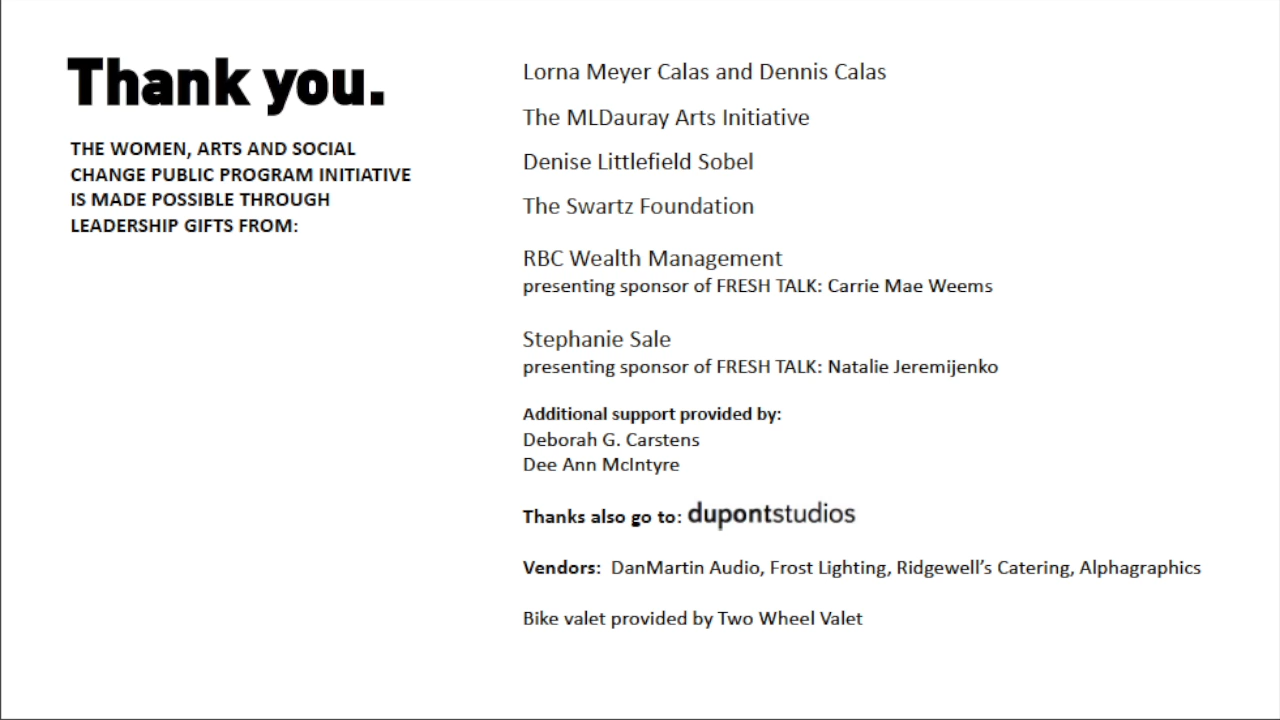 Thank you.
THE WOMEN, ARTS AND SOCIAL
CHANGE PUBLIC PROGRAM INITIATIVE
IS MADE POSSIBLE THROUGH
LEADERSHIP GIFTS FROM:
Lorna Meyer Calas and Dennis Calas
The MLDauray Arts Initiative
Denise Littlefield Sobel
The Swartz Foundation
RBC Wealth Management
presenting sponsor of FRESH TALK: Carrie Mae Weems
Stephanie Sale
presenting sponsor of FRESH TALK: Natalie Jeremijenko
Additional support provided by:
Deborah G. Carstens
Dee Ann McIntyre
Thanks also go to: dupontstudios
Vendors: DanMartin Audio, Frost Lighting, Ridgewell’s Catering, Alphagraphics
Bike valet provided by Two Wheel Valet